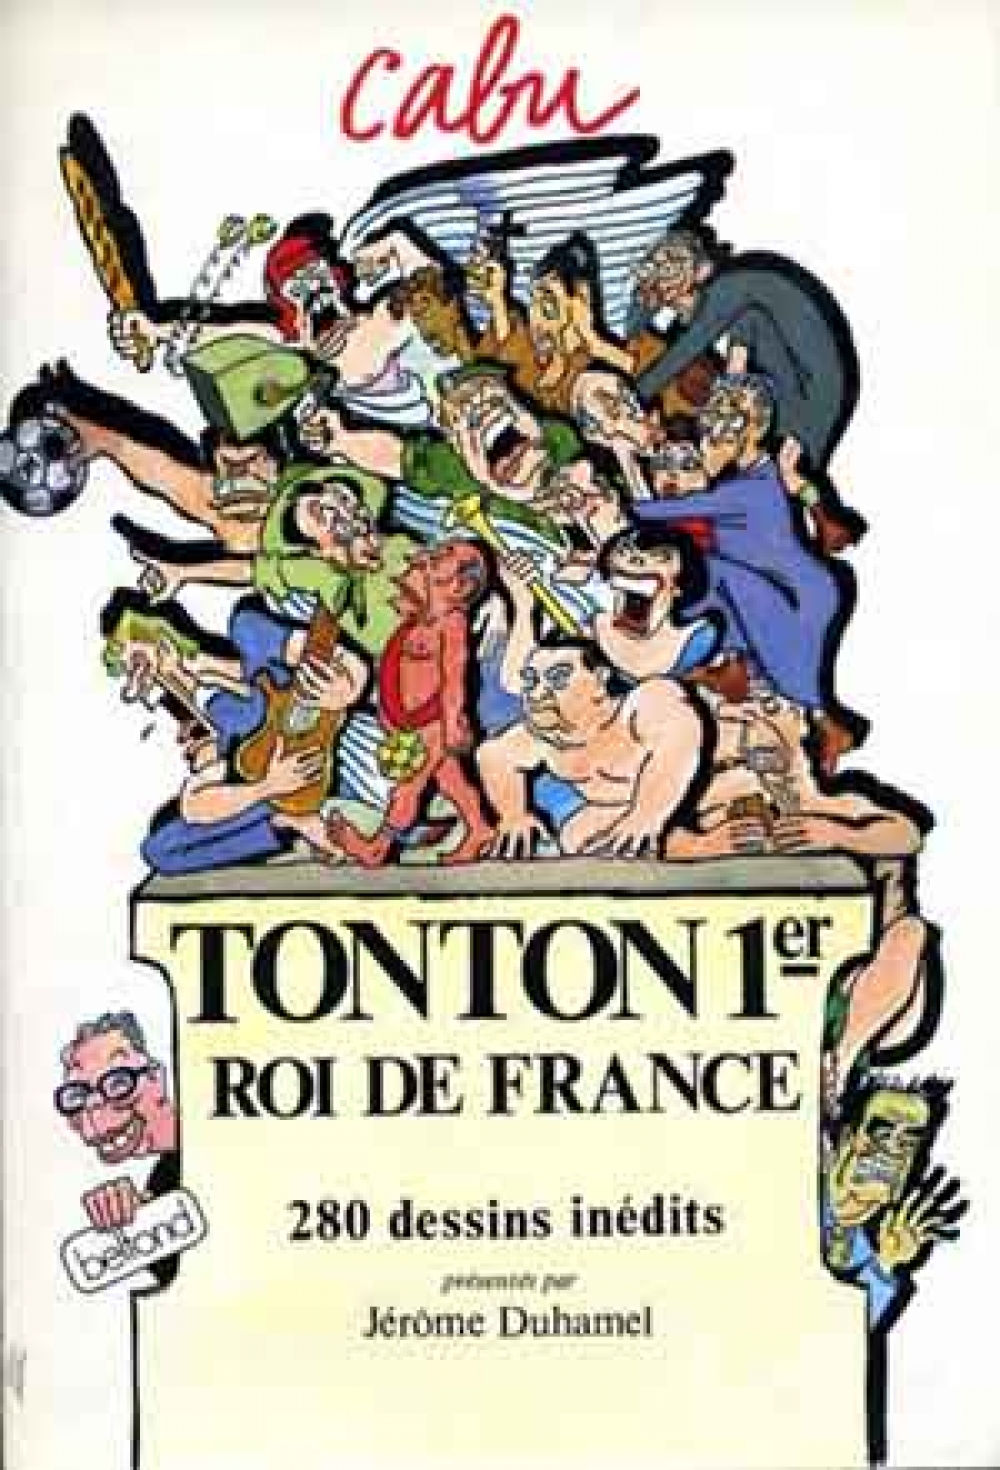 cabu
TONTON 1er
ROI DE FRANCE
280 dessins inédits
présentés par
Jérôme Duhamel
belfond